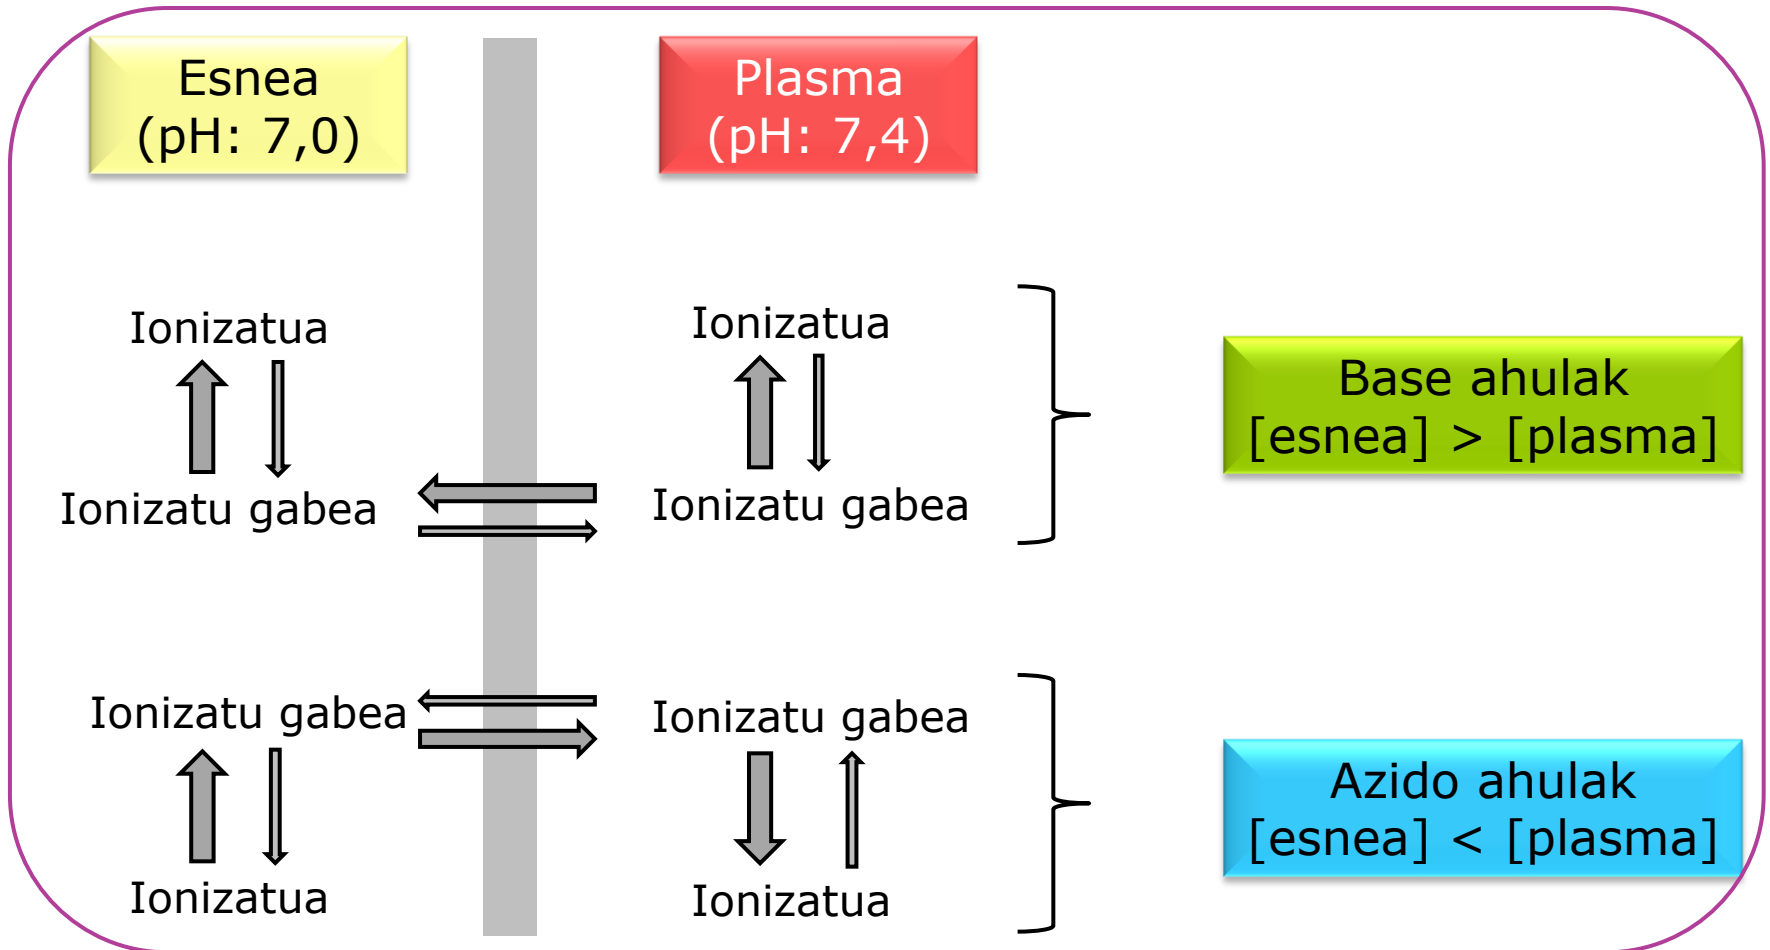 Esnea
(pH: 7,0)
Plasma
(pH: 7,4)
Ionizatua
Ionizatua
Ionizatu gabea
Ionizatu gabea
Base ahulak
[esnea] > [plasma]
Ionizatu gabea
Ionizatu gabea
Ionizatua
Ionizatua
Azido ahulak
[esnea] < [plasma]